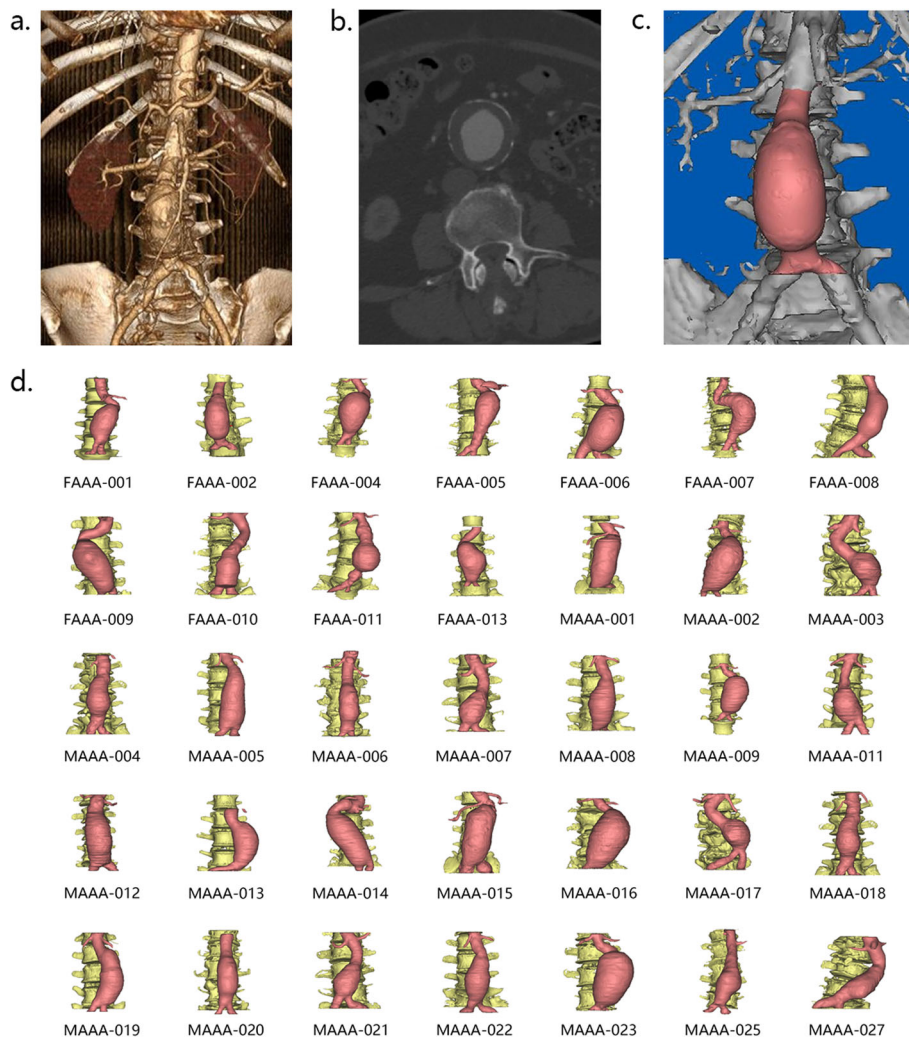 a. b. c.
d.
FAAA-001 FAAA-002 FAAA-004 FAAA-005 FAAA-006 FAAA-007 FAAA-008
FAAA-009 FAAA-010 FAAA-011 FAAA-013 MAAA-001 MAAA-002 MAAA-003
MAAA-004 MAAA-005 MAAA-006 MAAA-007 MAAA-008 MAAA-009 MAAA-011
MAAA-012 MAAA-013 MAAA-014 MAAA-015 MAAA-016 MAAA-017 MAAA-018
MAAA-019 MAAA-020 MAAA-021 MAAA-022 MAAA-023 MAAA-025 MAAA-027